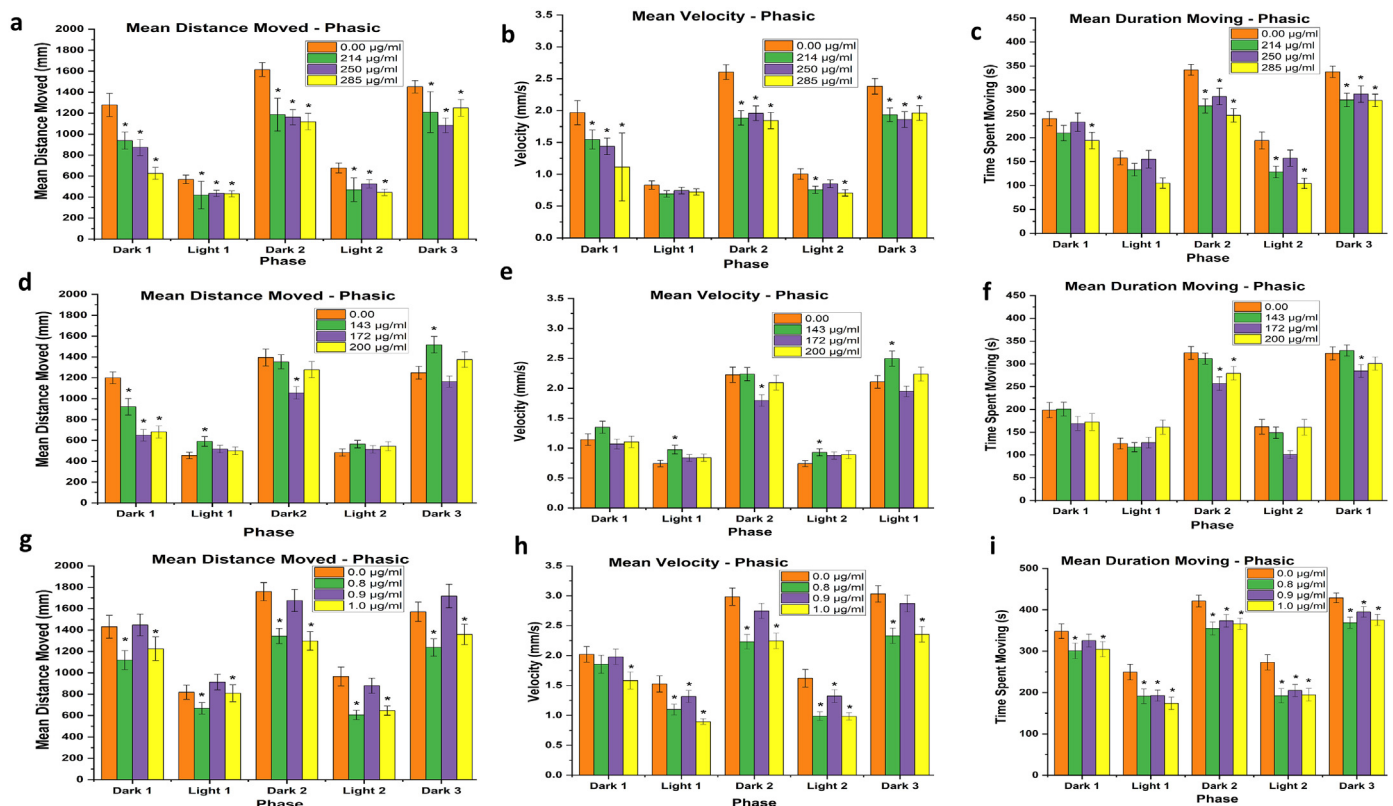 a
Mean Distance Moved - Phasic
Mean Distance Moved (mm)
2000
1800
1600
1400
1200
1000
800
600
400
200
0
0.00 µg/ml
214 µg/ml
250 µg/ml
285 µg/ml
* * * * * * * * * * * * * * *
Dark 1 Light 1 Dark 2 Light 2 Dark 3
Phase
b
Mean Velocity - Phasic
Velocity (mm/s)
3.5
3.0
2.5
2.0
1.5
1.0
0.5
0.0
0.00 µg/ml
214 µg/ml
250 µg/ml
285 µg/ml
* * * * * * * * * * *
Dark 1 Light 1 Dark 2 Light 2 Dark 3
c
Mean Duration Moving - Phasic
Time Spent Moving (s)
450
400
350
300
250
200
150
100
50
0
0.00 µg/ml
214 µg/ml
250 µg/ml
285 µg/ml
* * * * * * * * *
Dark 1 Light 1 Dark 2 Light 2 Dark 3
Phase
d
Mean Distance Moved - Phasic
Mean Distance Moved (mm)
2000
1800
1600
1400
1200
1000
800
600
400
200
0
0.00
143 µg/ml
172 µg/ml
200 µg/ml
* * * * * *
Dark 1 Light 1 Dark2 Light 2 Dark 3
Phase
e
Mean Velocity - Phasic
Velocity (mm/s)
3.5
3.0
2.5
2.0
1.5
1.0
0.5
0.0
0.00
143 µg/ml
172 µg/ml
200 µg/ml
* * * *
Dark 1 Light 1 Dark 2 Light 2 Light 1
Phase
f
Mean Duration Moving - Phasic
Time Spent Moving (s)
450
400
350
300
250
200
150
100
50
0
0.00
143 µg/ml
172 µg/ml
200 µg/ml
* * *
Dark 1 Light 1 Dark 2 Light 2 Dark 1
Phase
g
Mean Distance Moved - Phasic
Mean Distance Moved (mm)
2000
1800
1600
1400
1200
1000
800
600
400
200
0
0.0 µg/ml
0.8 µg/ml
0.9 µg/ml
1.0 µg/ml
* * * * * * * * * *
Dark 1 Light 1 Dark 2 Light 2 Dark 3
Phase
h
Mean Velocity - Phasic
Velocity (mm/s)
3.5
3.0
2.5
2.0
1.5
1.0
0.5
0.0
0.0 µg/ml
0.8 µg/ml
0.9 µg/ml
1.0 µg/ml
* * * * * * * * * * *
Dark 1 Light 1 Dark 2 Light 2 Dark 3
Phase
i
Mean Duration Moving - Phasic
Time Spent Moving (s)
450
400
350
300
250
200
150
100
50
0
0.0 µg/ml
0.8 µg/ml
0.9 µg/ml
1.0 µg/ml
* * * * * * * * * * * * * *
Dark 1 Light 1 Dark 2 Light 2 Dark 3
Phase